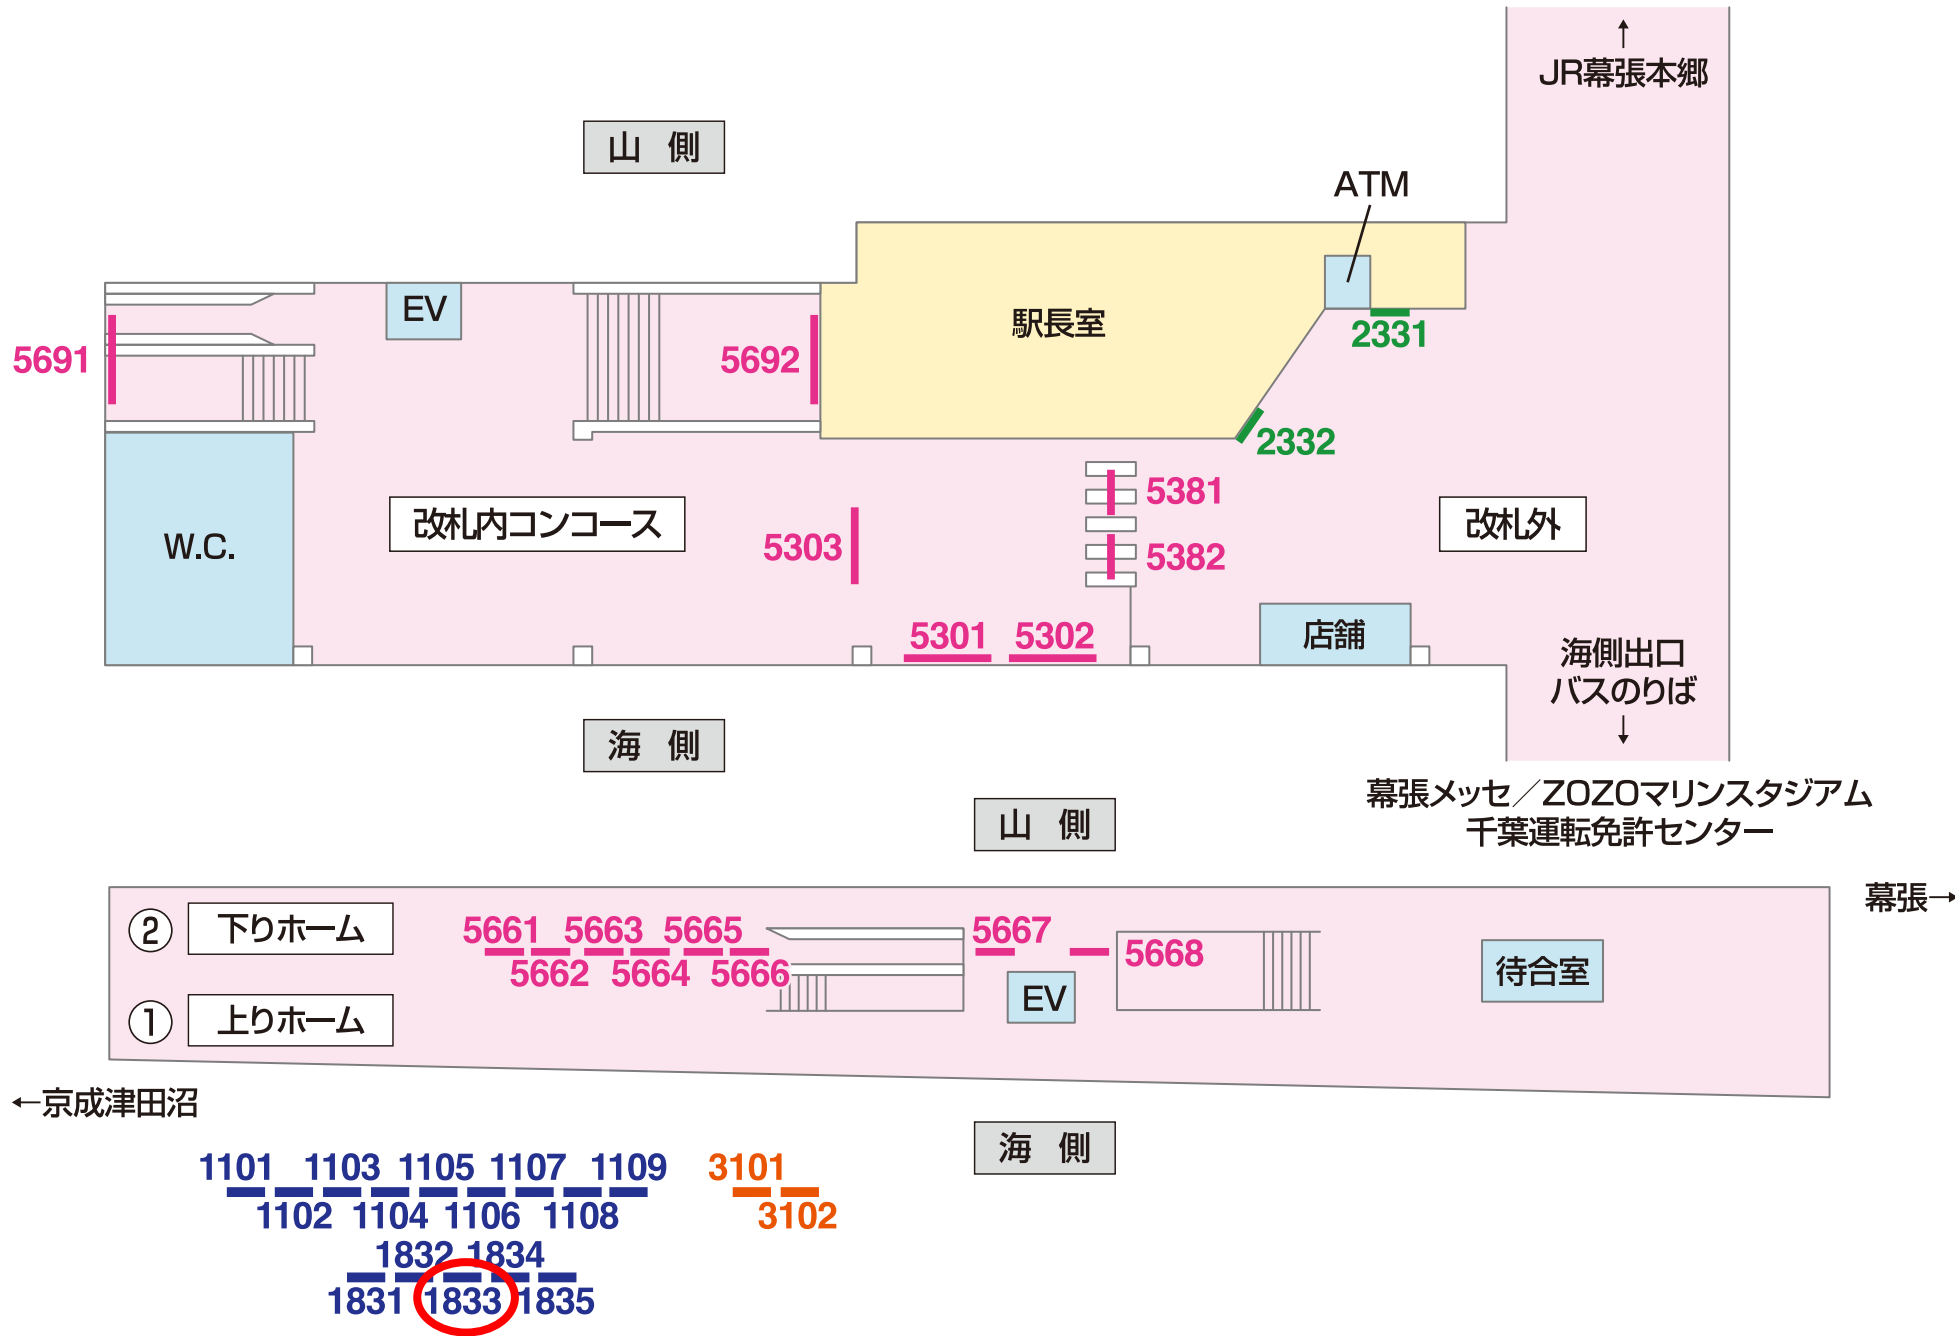 ↑
JR幕張本郷
山 側
ATM
EV
駅長室
2331
5691
5692
2332
5381
改札内コンコース
改札外
W.C.
5303
5382
5301 5302
店舗
海側出口
バスのりば
↓
海 側
幕張メッセ／ZOZOマリンスタジアム
千葉運転免許センター
山 側
幕張→
② 下りホーム
5661 5663 5665 5667
5662 5664 5666 5668
EV
待合室
① 上りホーム
←京成津田沼
海 側
1101 1103 1105 1107 1109 3101
1102 1104 1106 1108 3102
1832 1834
1831 1833 1835